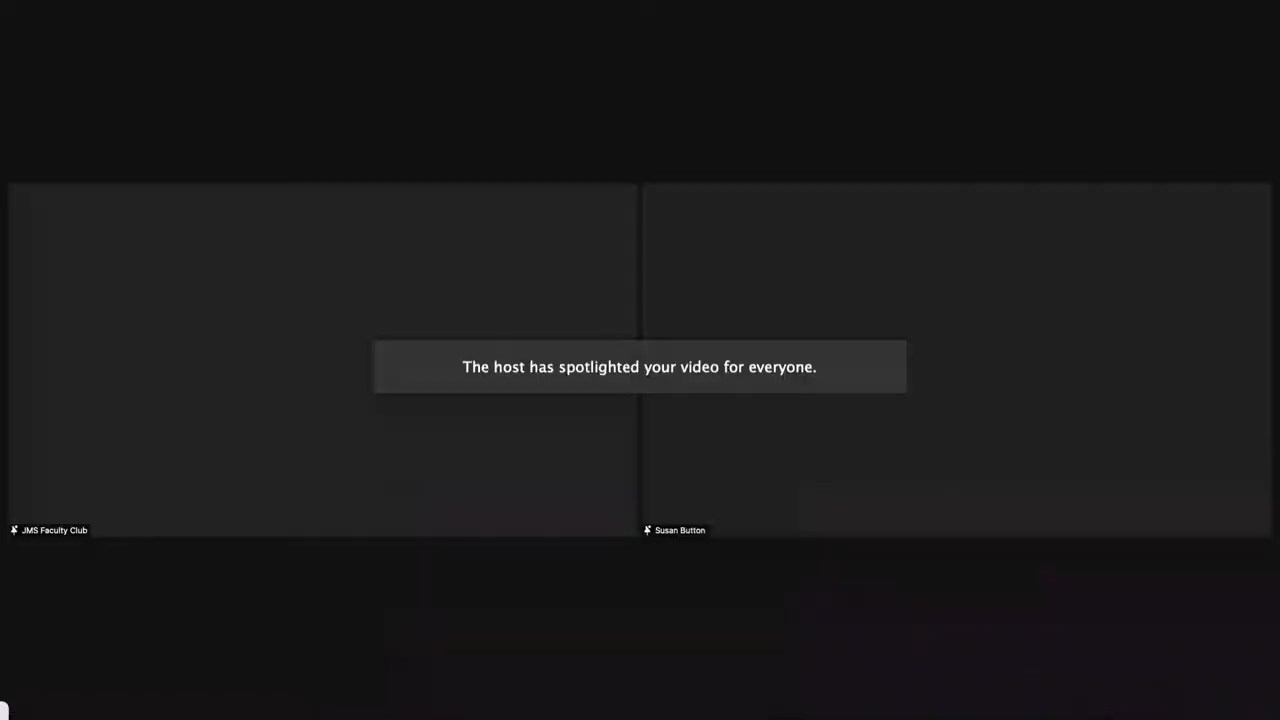 The host has spotlighted your video for everyone.
JMS Faculty Club
Susan Button